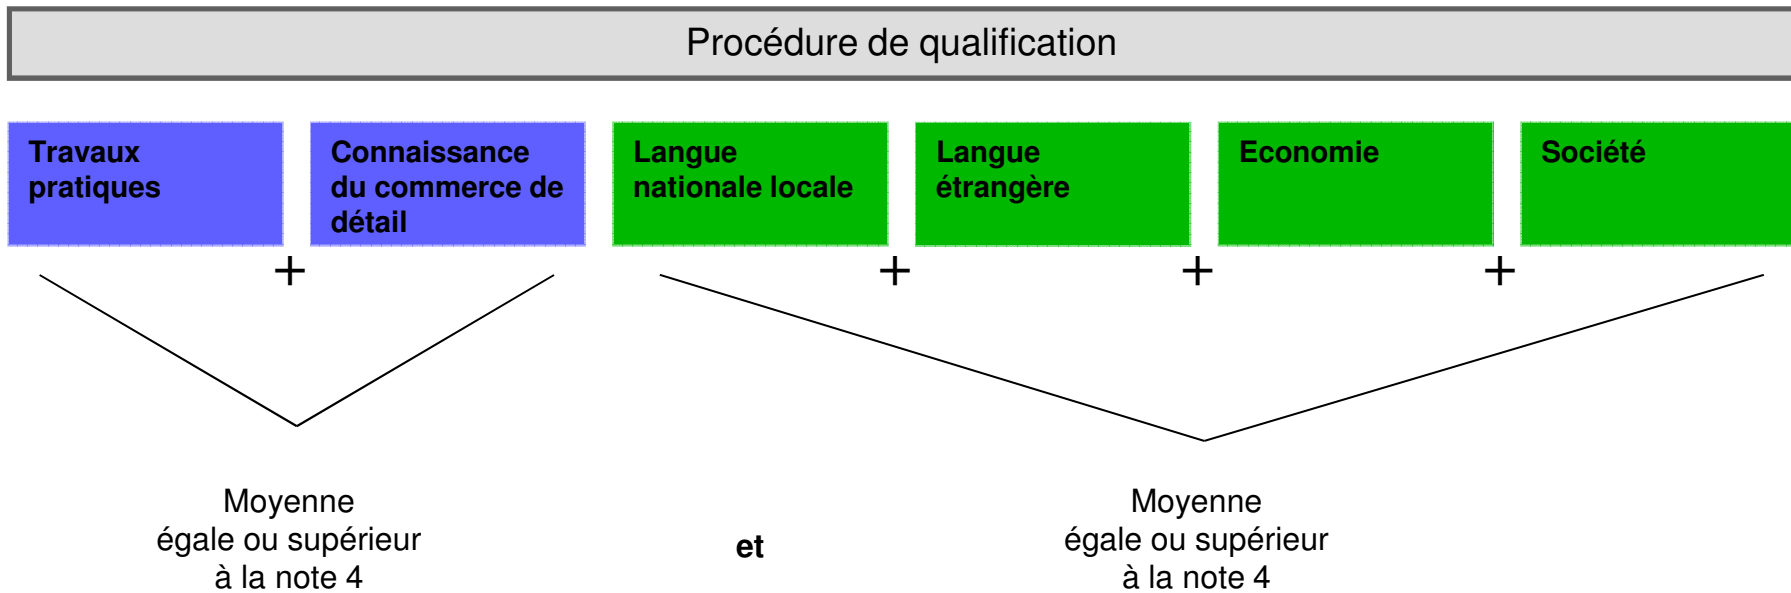 Procédure de qualification
Travaux
pratiques
Connaissance
du commerce de
détail
Langue
nationale locale
Langue
étrangère
Economie
Société
+
+
+
+
Moyenne
égale ou supérieur
à la note 4
et
Moyenne
égale ou supérieur
à la note 4